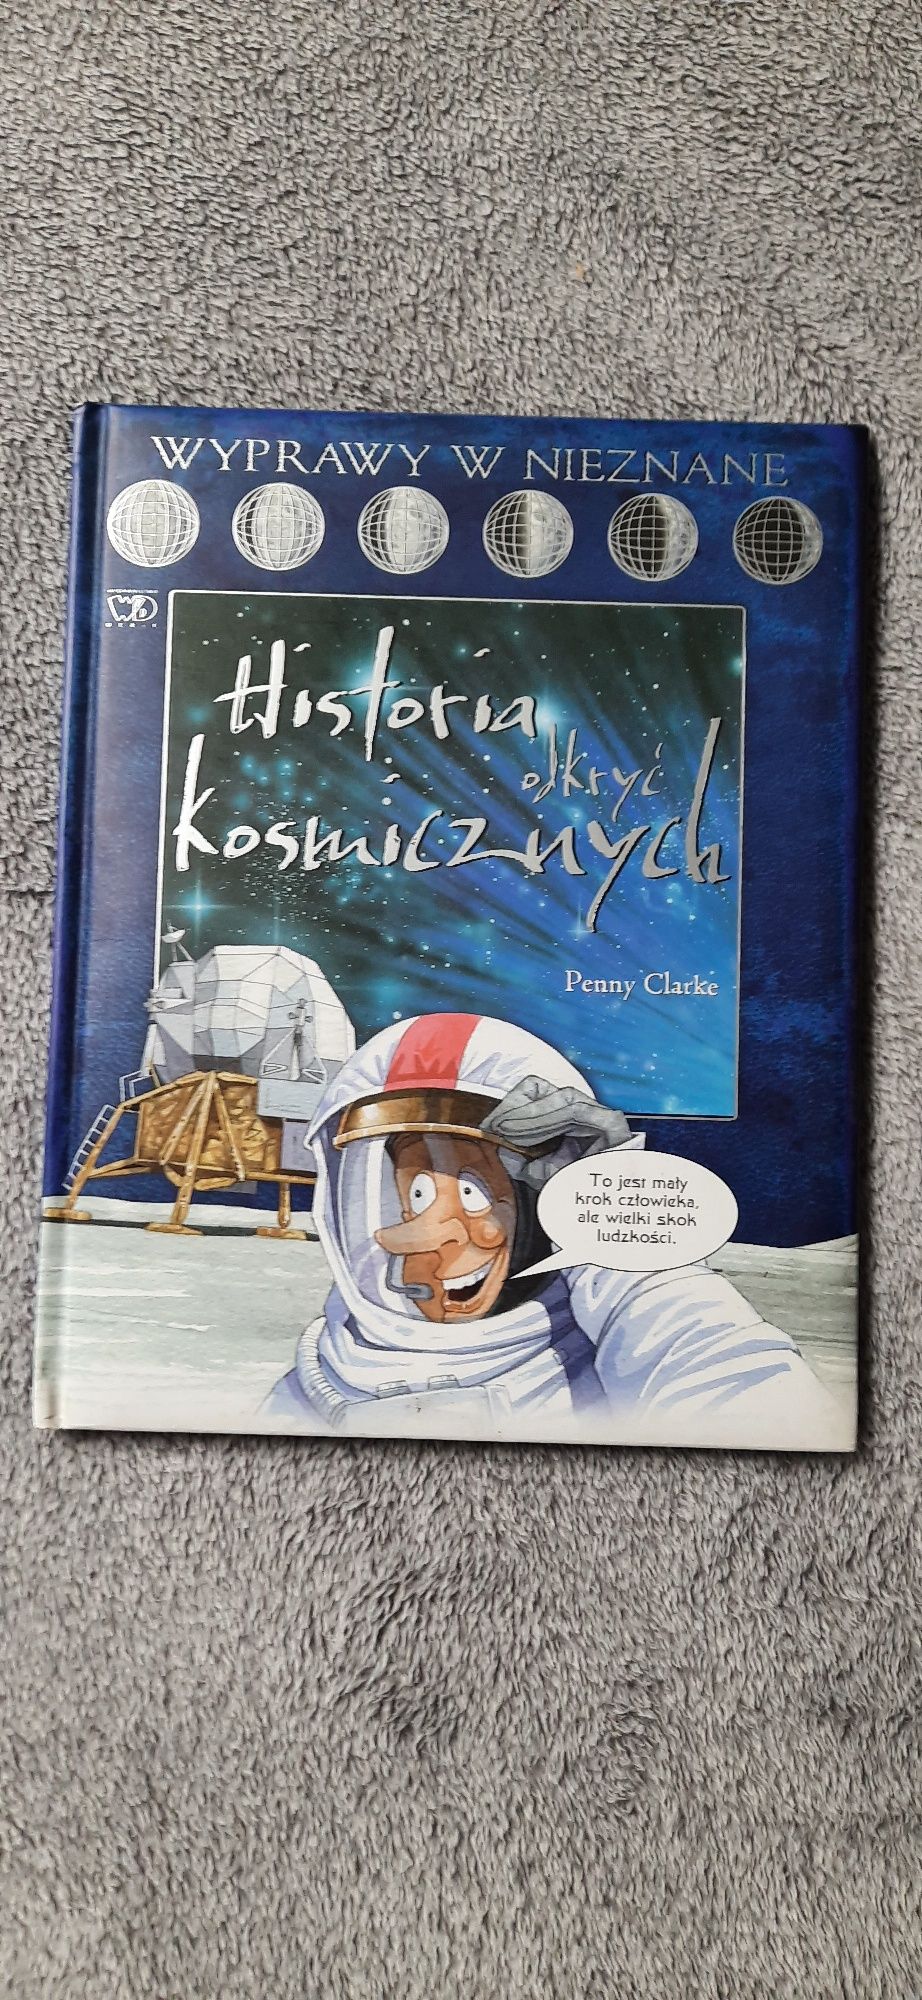 WYPRAWY W NIEZNANE
Historia
odkryć
kosmicznych
Penny Clarke
To jest mały
krok człowieka,
ale wielki skok
ludzkości.